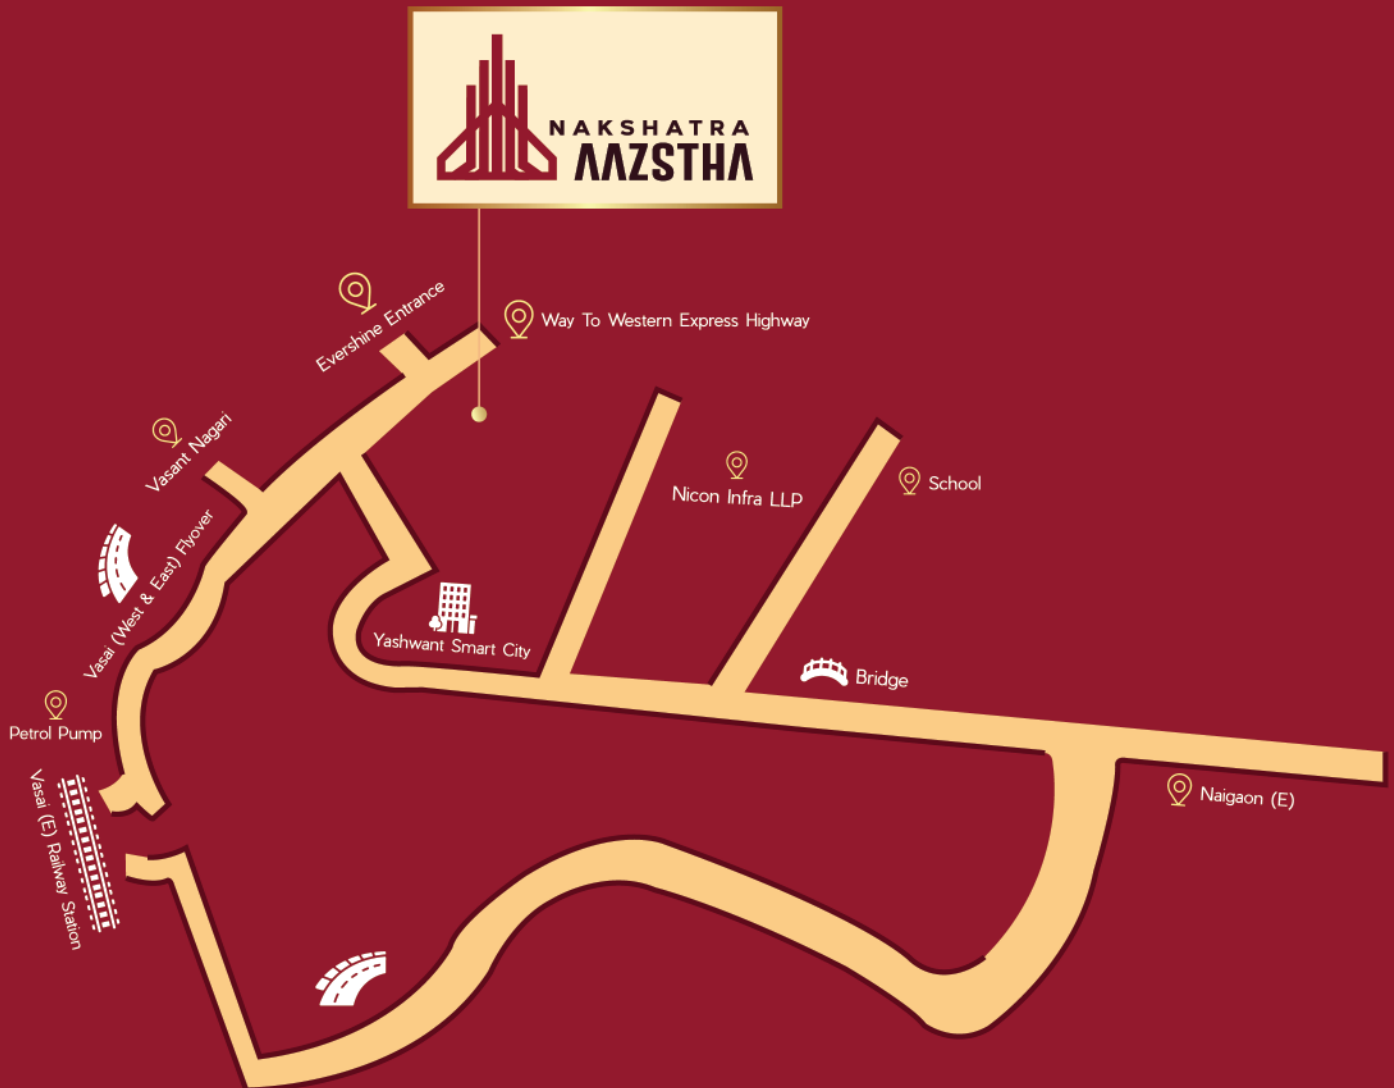 NAKSHATRA
AAZSTHA
Evershine Entrance
Way To Western Express Highway
Vasant Nagari
Nicon Infra LLP
School
Vasai (West & East) Flyover
Yashwant Smart City
Bridge
Petrol Pump
Naigaon (E)
Vasai (E) Railway Station